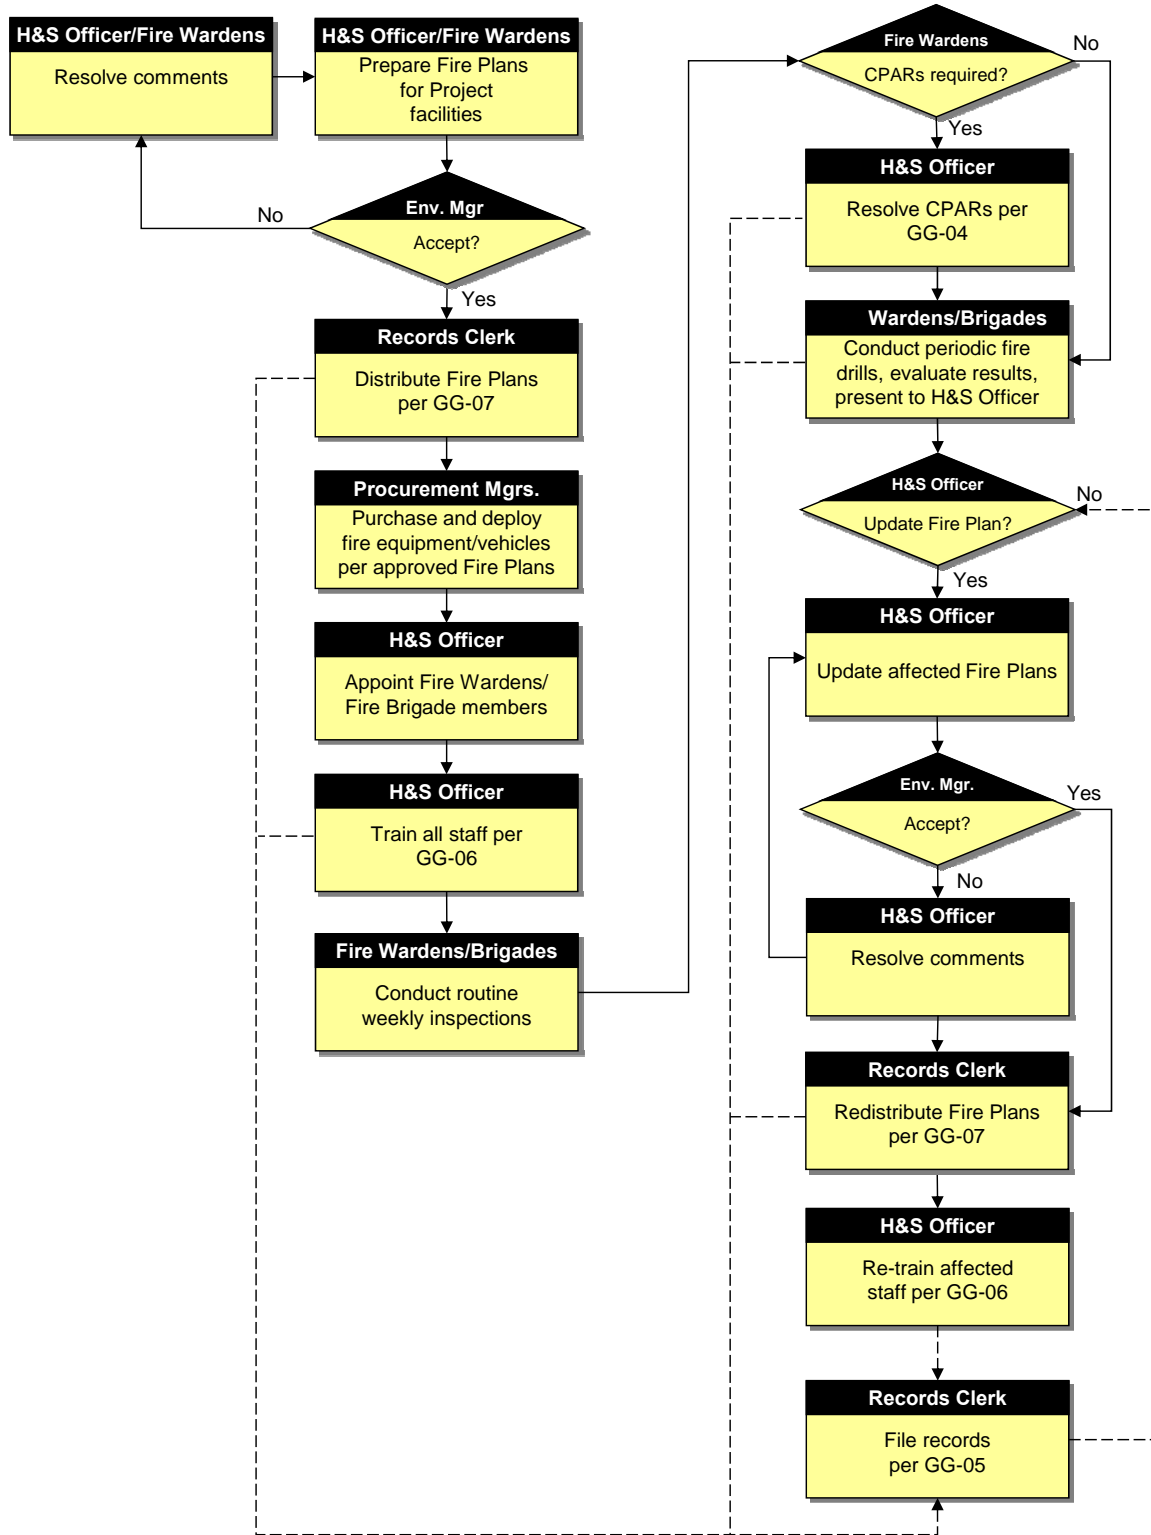 H&S Officer/Fire Wardens
Resolve comments
H&S Officer/Fire Wardens
Prepare Fire Plans
for Project
facilities
No
Env. Mgr
Accept?
Yes
Records Clerk
Distribute Fire Plans
per GG-07
Procurement Mgrs.
Purchase and deploy
fire equipment/vehicles
per approved Fire Plans
H&S Officer
Appoint Fire Wardens/
Fire Brigade members
H&S Officer
Train all staff per
GG-06
Fire Wardens/Brigades
Conduct routine
weekly inspections
Fire Wardens
No
CPARs required?
Yes
H&S Officer
Resolve CPARs per
GG-04
Wardens/Brigades
Conduct periodic fire
drills, evaluate results,
present to H&S Officer
H&S Officer
No
Update Fire Plan?
Yes
H&S Officer
Update affected Fire Plans
Env. Mgr.
Yes
Accept?
No
H&S Officer
Resolve comments
Records Clerk
Redistribute Fire Plans
per GG-07
H&S Officer
Re-train affected
staff per GG-06
Records Clerk
File records
per GG-05